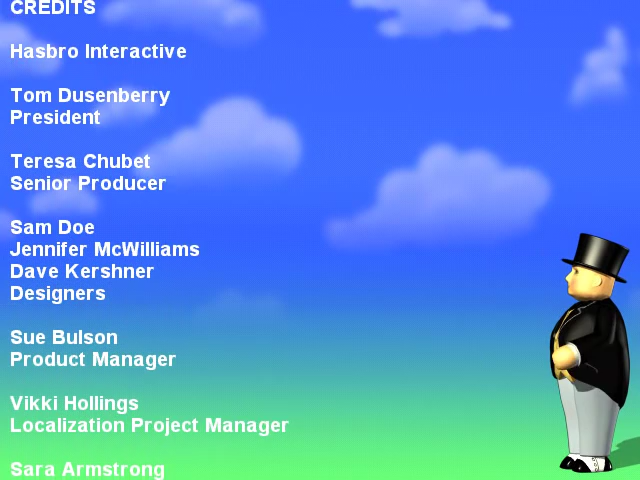 CREDITS
Hasbro Interactive
Tom Dusenberry
President
Teresa Chubet
Senior Producer
Sam Doe
Jennifer McWilliams
Dave Kershner
Designers
Sue Bulson
Product Manager
Vikki Hollings
Localization Project Manager
Sara Armstrong